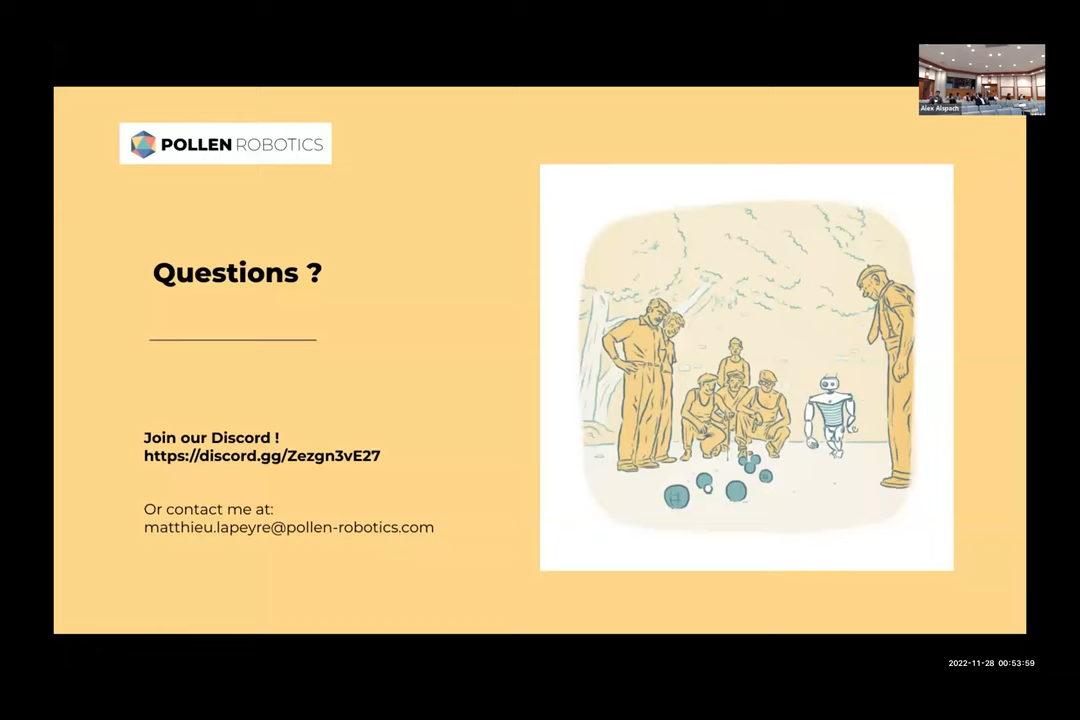 Alex Alspach
POLLEN ROBOTICS
Questions ?
Join our Discord !
https://discord.gg/Zezgn3vE27
Or contact me at:
matthieu.lapeyre@pollen-robotics.com
2022-11-28 00:53:59